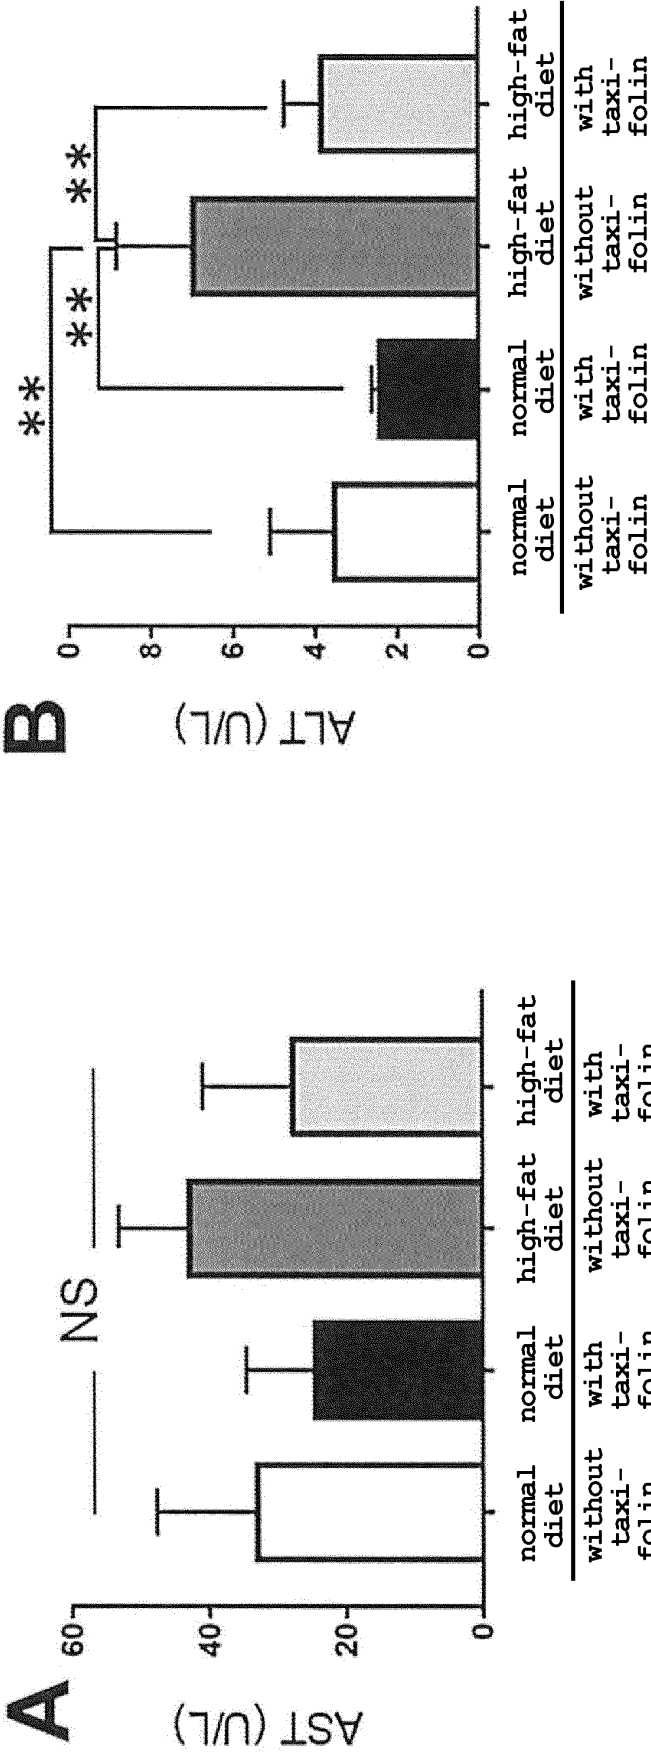 A
AST (U/L)
60
40
20
0
NS
normal diet
normal diet
high-fat diet
high-fat diet
without taxi-folin
with taxi-folin
without taxi-folin
with taxi-folin
B
ALT (U/L)
0
8
6
4
2
0
**
**
**
normal diet
normal diet
high-fat diet
high-fat diet
without taxi-folin
with taxi-folin
without taxi-folin
with taxi-folin